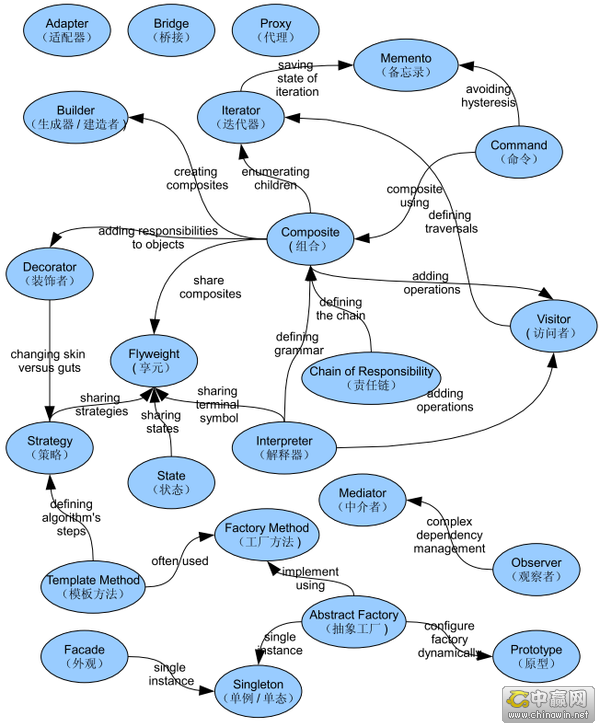 Adapter
（适配器）
Bridge
（桥接）
Proxy
（代理）
Memento
（备忘录）
saving
state of
iteration
avoiding
hysteresis
Builder
（生成器 / 建造者）
Iterator
（迭代器）
Command
（命令）
creating
composites
enumerating
children
composite
using
defining
traversals
adding responsibilities
to objects
Composite
（组合）
Decorator
（装饰者）
share
composites
adding
operations
defining
the chain
Visitor
（访问者）
changing skin
versus guts
Flyweight
（享元）
defining
grammar
Chain of Responsibility
（责任链）
sharing
strategies
sharing
states
sharing
terminal
symbol
adding
operations
Strategy
（策略）
State
（状态）
Interpreter
（解释器）
defining
algorithm's
steps
Mediator
（中介者）
Factory Method
（工厂方法）
complex
dependency
management
often used
Observer
（观察者）
Template Method
（模板方法）
implement
using
Abstract Factory
（抽象工厂）
single
instance
configure
factory
dynamically
Facade
（外观）
single
instance
Singleton
（单例 / 单态）
Prototype
（原型）
中赢网
www.chinawin.net